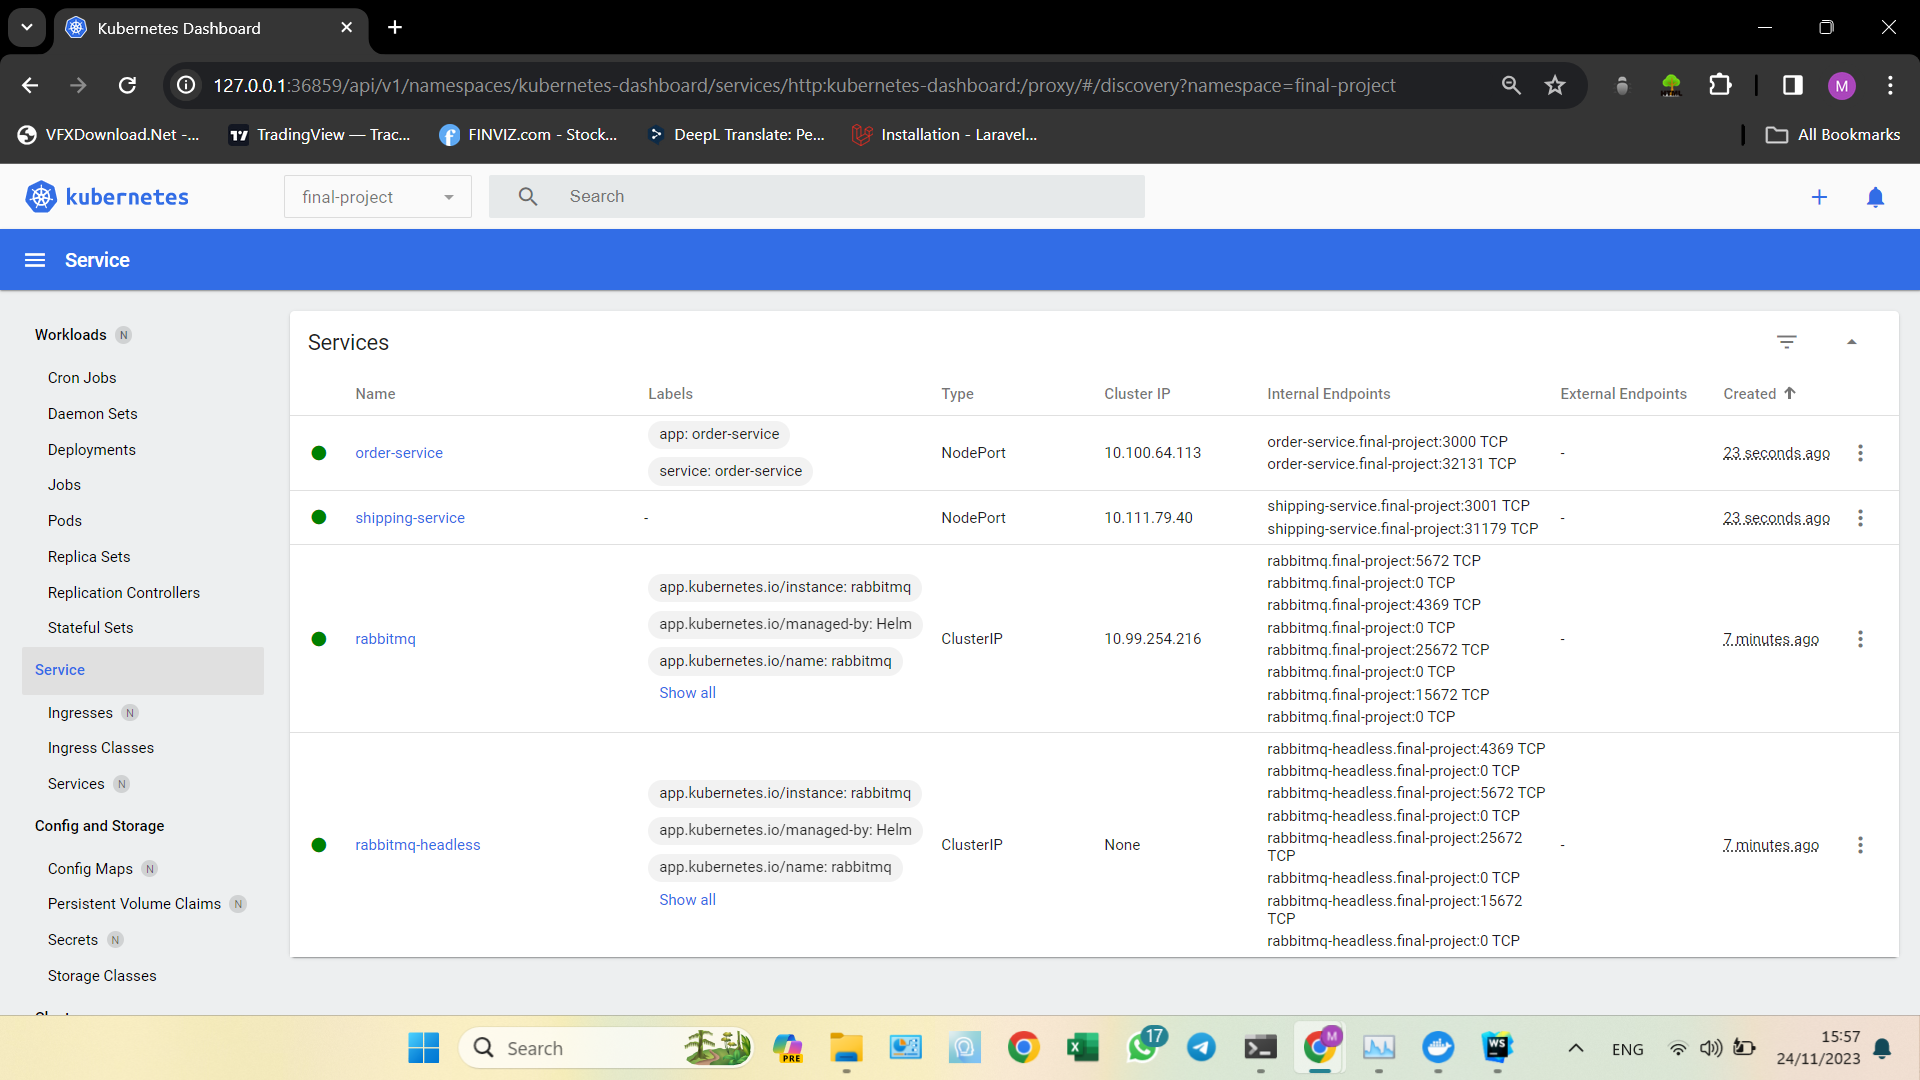 Kubernetes Dashboard
127.0.0.1:36859/api/v1/namespaces/kubernetes-dashboard/services/http:kubernetes-dashboard:/proxy/#/discovery?namespace=final-project
M
VFXDownload.Net -...
TradingView — Trac...
FINVIZ.com - Stock...
DeepL Translate: Pe...
Installation - Laravel...
All Bookmarks
kubernetes
final-project
Search
Service
Workloads N
Cron Jobs
Daemon Sets
Deployments
Jobs
Pods
Replica Sets
Replication Controllers
Stateful Sets
Service
Ingresses N
Ingress Classes
Services N
Config and Storage
Config Maps N
Persistent Volume Claims N
Secrets N
Storage Classes
Services
Name Labels Type Cluster IP Internal Endpoints External Endpoints Created
order-service
app: order-service
service: order-service
NodePort
10.100.64.113
order-service.final-project:3000 TCP
order-service.final-project:32131 TCP
-
23 seconds ago
shipping-service
-
NodePort
10.111.79.40
shipping-service.final-project:3001 TCP
shipping-service.final-project:31179 TCP
-
23 seconds ago
rabbitmq
app.kubernetes.io/instance: rabbitmq
app.kubernetes.io/managed-by: Helm
app.kubernetes.io/name: rabbitmq
Show all
ClusterIP
10.99.254.216
rabbitmq.final-project:5672 TCP
rabbitmq.final-project:0 TCP
rabbitmq.final-project:4369 TCP
rabbitmq.final-project:0 TCP
rabbitmq.final-project:25672 TCP
rabbitmq.final-project:0 TCP
rabbitmq.final-project:15672 TCP
rabbitmq.final-project:0 TCP
-
7 minutes ago
rabbitmq-headless
app.kubernetes.io/instance: rabbitmq
app.kubernetes.io/managed-by: Helm
app.kubernetes.io/name: rabbitmq
Show all
ClusterIP
None
rabbitmq-headless.final-project:4369 TCP
rabbitmq-headless.final-project:0 TCP
rabbitmq-headless.final-project:5672 TCP
rabbitmq-headless.final-project:0 TCP
rabbitmq-headless.final-project:25672
TCP
rabbitmq-headless.final-project:0 TCP
rabbitmq-headless.final-project:15672
TCP
rabbitmq-headless.final-project:0 TCP
-
7 minutes ago
Search
PRE
17
M
WS
ENG
15:57
24/11/2023